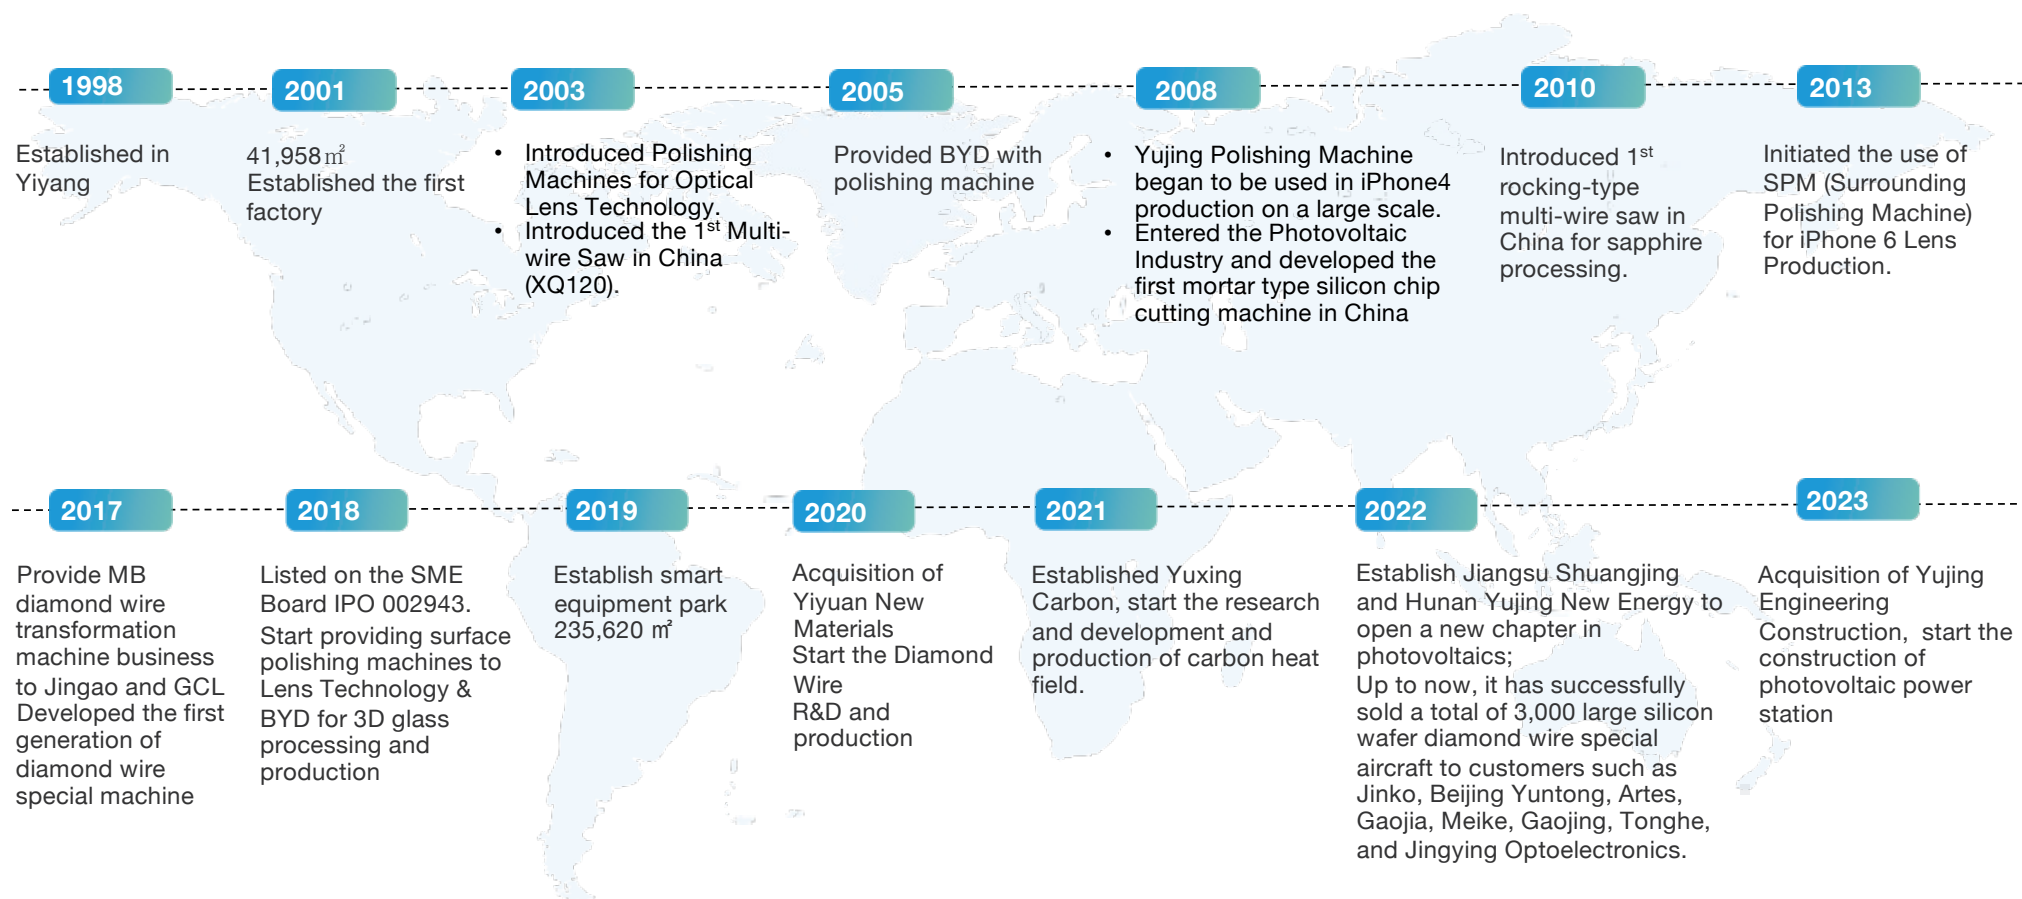 1998
Established in
Yiyang
2001
41,958㎡
Established the first
factory
2003
• Introduced Polishing
Machines for Optical
Lens Technology.
• Introduced the 1st Multi-
wire Saw in China
(XQ120).
2005
Provided BYD with
polishing machine
2008
• Yujing Polishing Machine
began to be used in iPhone4
production on a large scale.
• Entered the Photovoltaic
Industry and developed the
first mortar type silicon chip
cutting machine in China
2010
Introduced 1st
rocking-type
multi-wire saw in
China for sapphire
processing.
2013
Initiated the use of
SPM (Surrounding
Polishing Machine)
for iPhone 6 Lens
Production.
2017
Provide MB
diamond wire
transformation
machine business
to Jingao and GCL
Developed the first
generation of
diamond wire
special machine
2018
Listed on the SME
Board IPO 002943.
Start providing surface
polishing machines to
Lens Technology &
BYD for 3D glass
processing and
production
2019
Establish smart
equipment park
235,620 ㎡
2020
Acquisition of
Yiyuan New
Materials
Start the Diamond
Wire
R&D and
production
2021
Established Yuxing
Carbon, start the research
and development and
production of carbon heat
field.
2022
Establish Jiangsu Shuangjing
and Hunan Yujing New Energy to
open a new chapter in
photovoltaics;
Up to now, it has successfully
sold a total of 3,000 large silicon
wafer diamond wire special
aircraft to customers such as
Jinko, Beijing Yuntong, Artes,
Gaojia, Meike, Gaojing, Tonghe,
and Jingying Optoelectronics.
2023
Acquisition of Yujing
Engineering
Construction, start the
construction of
photovoltaic power
station